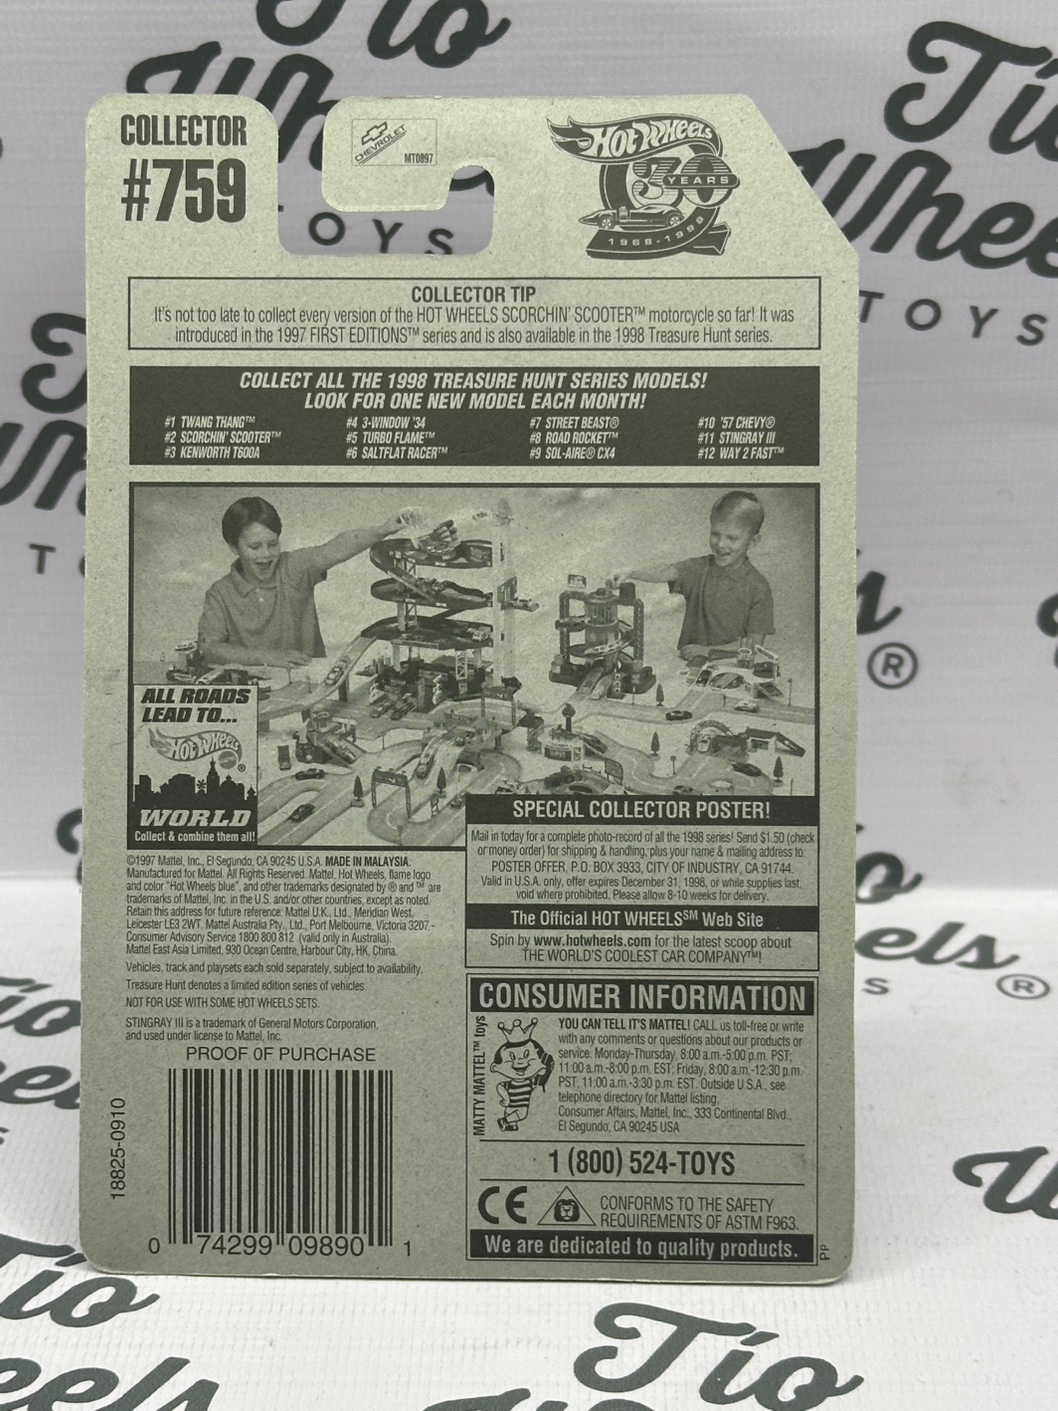 Tio
Wheels
TOYS
Tio
Wheels
TOYS
COLLECTOR
#759
CHEVROLET
MT0897
HOT WHEELS
30
YEARS
1968-1998
COLLECTOR TIP
It's not too late to collect every version of the HOT WHEELS SCORCHIN' SCOOTER™ motorcycle so far! It was
introduced in the 1997 FIRST EDITIONS™ series and is also available in the 1998 Treasure Hunt series.
COLLECT ALL THE 1998 TREASURE HUNT SERIES MODELS!
LOOK FOR ONE NEW MODEL EACH MONTH!
#1 TWANG THANG™
#2 SCORCHIN' SCOOTER™
#3 KENWORTH T600A
#4 3-WINDOW '34
#5 TURBO FLAME™
#6 SALTFLAT RACER™
#7 STREET BEAST®
#8 ROAD ROCKET™
#9 SOL-AIRE® CX4
#10 '57 CHEVY®
#11 STINGRAY III
#12 WAY 2 FAST™
ALL ROADS
LEAD TO...
HOT WHEELS®
WORLD
Collect & combine them all!
SPECIAL COLLECTOR POSTER!
Mail in today for a complete photo-record of all the 1998 series! Send $1.50 (check
or money order) for shipping & handling, plus your name & mailing address to:
POSTER OFFER, P.O. BOX 3933, CITY OF INDUSTRY, CA 91744.
Valid in U.S.A. only, offer expires December 31, 1998, or while supplies last,
void where prohibited. Please allow 8-10 weeks for delivery.
The Official HOT WHEELS℠ Web Site
Spin by www.hotwheels.com for the latest scoop about
THE WORLD'S COOLEST CAR COMPANY™!
©1997 Mattel, Inc., El Segundo, CA 90245 U.S.A. MADE IN MALAYSIA.
Manufactured for Mattel. All Rights Reserved. Mattel, Hot Wheels, flame logo
and color "Hot Wheels blue", and other trademarks designated by ® and ™ are
trademarks of Mattel, Inc. in the U.S. and/or other countries, except as noted.
Retain this address for future reference: Mattel U.K., Ltd., Meridian West,
Leicester LE3 2WT. Mattel Australia Pty., Ltd., Port Melbourne, Victoria 3207.-
Consumer Advisory Service 1800 800 812 (valid only in Australia).
Mattel East Asia Limited, 930 Ocean Centre, Harbour City, HK, China.
Vehicles, track and playsets each sold separately, subject to availability.
Treasure Hunt denotes a limited edition series of vehicles.
NOT FOR USE WITH SOME HOT WHEELS SETS.
STINGRAY III is a trademark of General Motors Corporation,
and used under license to Mattel, Inc.
PROOF OF PURCHASE
18825-0910
0 74299 09890 1
CONSUMER INFORMATION
MATTY MATTEL™ toys
YOU CAN TELL IT'S MATTEL! CALL us toll-free or write
with any comments or questions about our products or
service. Monday-Thursday, 8:00 a.m.-5:00 p.m. PST;
11:00 a.m.-8:00 p.m. EST; Friday, 8:00 a.m.-12:30 p.m.
PST, 11:00 a.m.-3:30 p.m. EST. Outside U.S.A., see
telephone directory for Mattel listing.
Consumer Affairs, Mattel, Inc., 333 Continental Blvd.,
El Segundo, CA 90245 USA
1 (800) 524-TOYS
CE
CONFORMS TO THE SAFETY
REQUIREMENTS OF ASTM F963.
We are dedicated to quality products.
PP
Tio